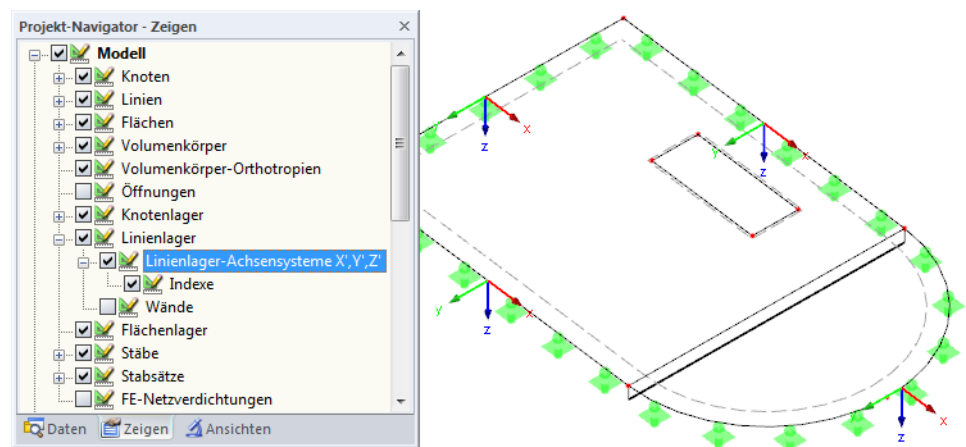 Projekt-Navigator - Zeigen
Modell
Knoten
Linien
Flächen
Volumenkörper
Volumenkörper-Orthotropien
Öffnungen
Knotenlager
Linienlager
Linienlager-Achsensysteme X',Y',Z'
Indexe
Wände
Flächenlager
Stäbe
Stabsätze
FE-Netzverdichtungen
Daten Zeigen Ansichten
y x
z
y x
z
y x
z
y x
z